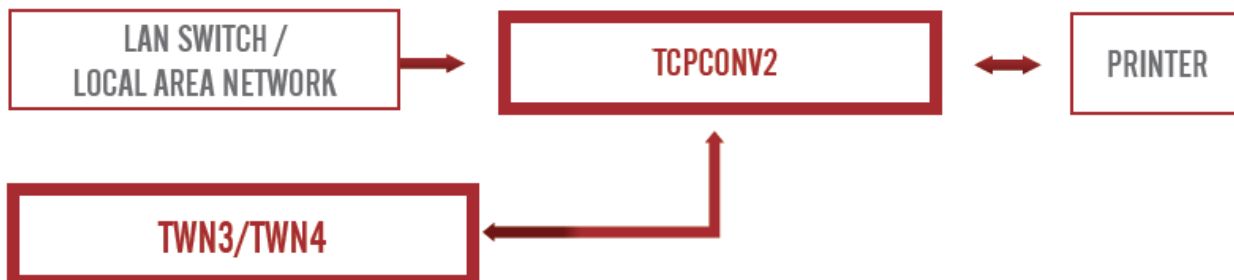 LAN SWITCH /
LOCAL AREA NETWORK
TCPCONV2
PRINTER
TWN3/TWN4